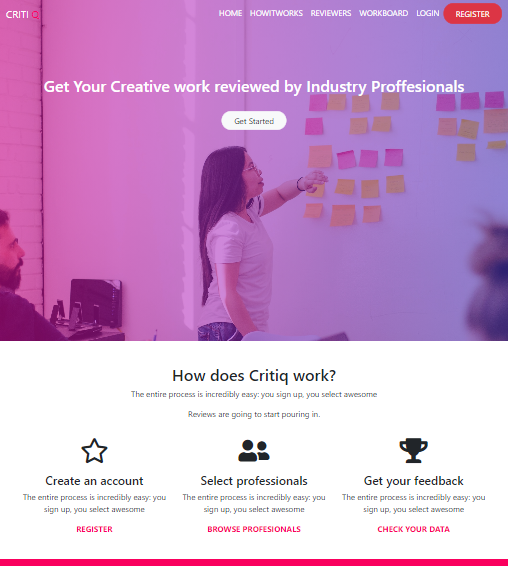 CRITI Q
HOME HOWITWORKS REVIEWERS WORKBOARD LOGIN REGISTER
Get Your Creative work reviewed by Industry Proffesionals
Get Started
How does Critiq work?
The entire process is incredibly easy: you sign up, you select awesome
Reviews are going to start pouring in.
Create an account
The entire process is incredibly easy: you
sign up, you select awesome
REGISTER
Select professionals
The entire process is incredibly easy: you
sign up, you select awesome
BROWSE PROFESIONALS
Get your feedback
The entire process is incredibly easy: you
sign up, you select awesome
CHECK YOUR DATA